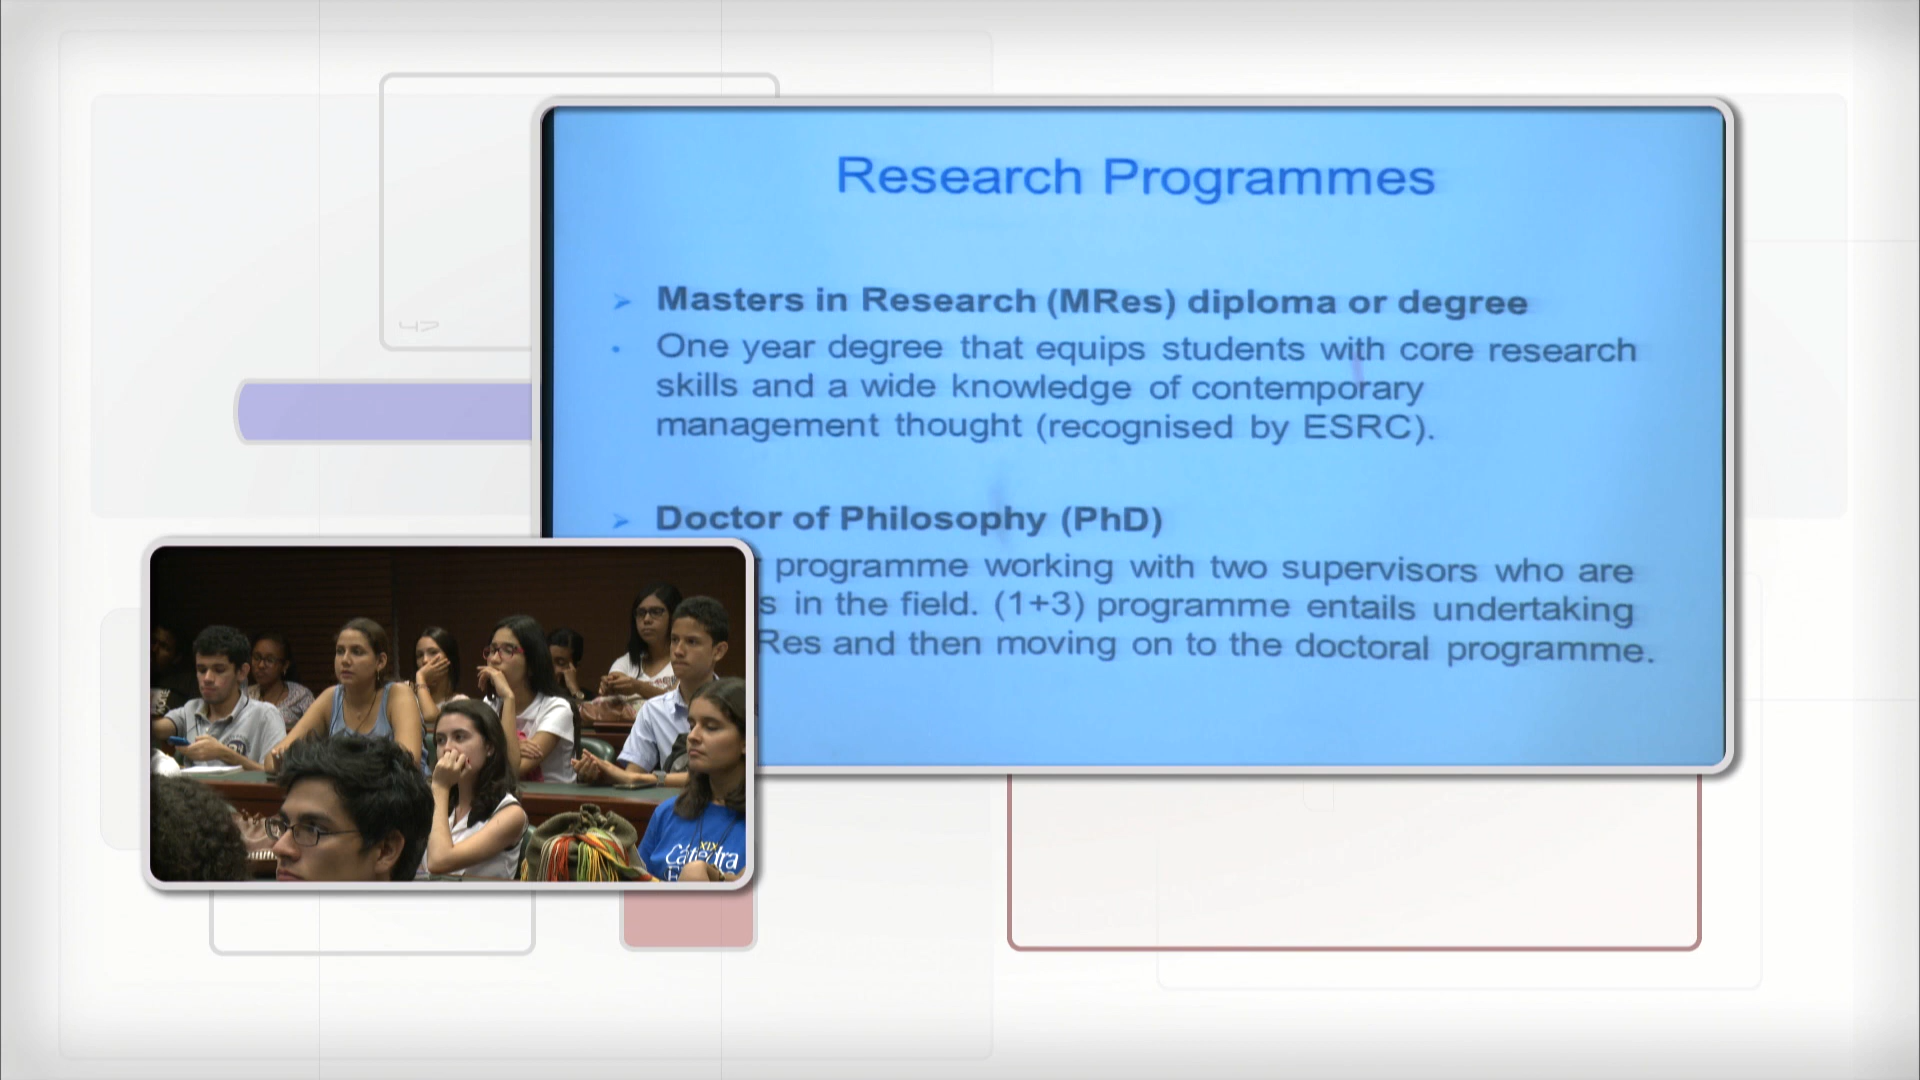 Research Programmes
➢ Masters in Research (MRes) diploma or degree
• One year degree that equips students with core research
skills and a wide knowledge of contemporary
management thought (recognised by ESRC).
➢ Doctor of Philosophy (PhD)
programme working with two supervisors who are
s in the field. (1+3) programme entails undertaking
Res and then moving on to the doctoral programme.
XIX
Cátedra